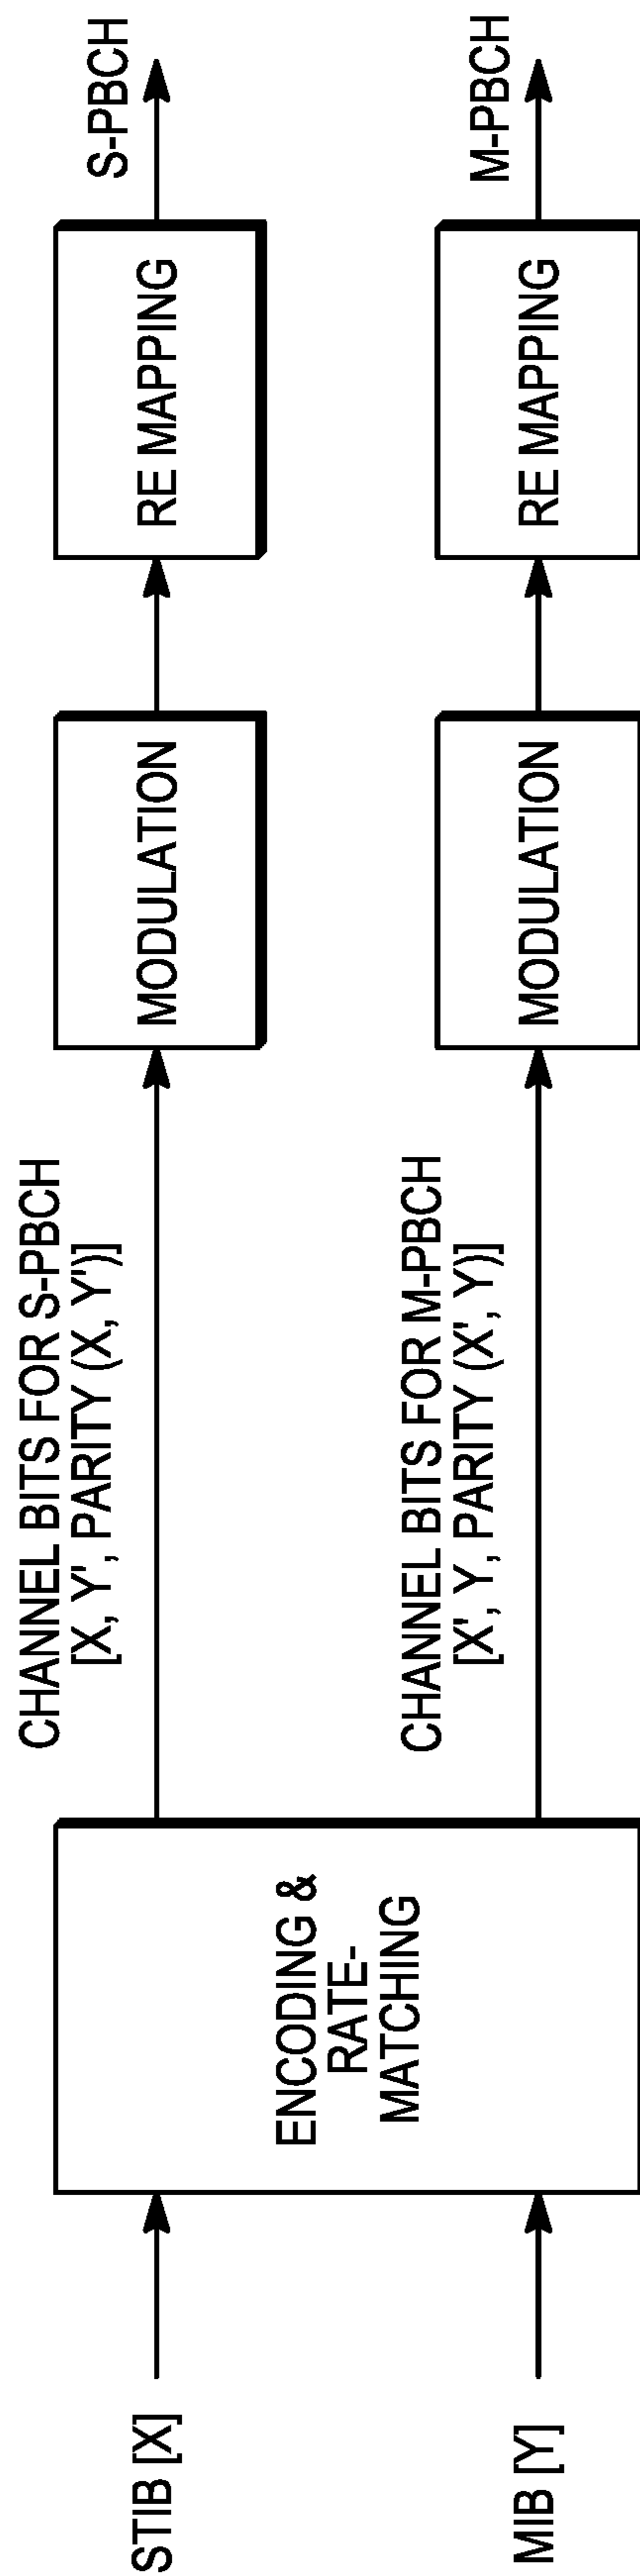 STIB [X]
MIB [Y]
ENCODING &
RATE-
MATCHING
CHANNEL BITS FOR S-PBCH
[X, Y', PARITY (X, Y')]
MODULATION
RE MAPPING
S-PBCH
CHANNEL BITS FOR M-PBCH
[X', Y, PARITY (X', Y)]
MODULATION
RE MAPPING
M-PBCH